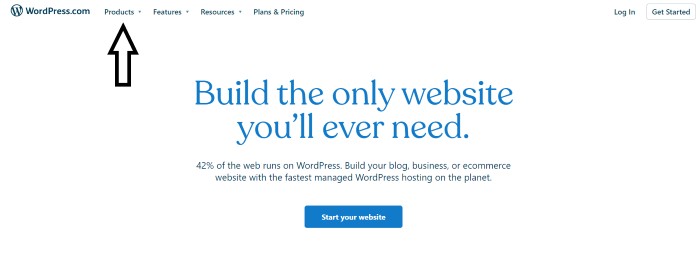 WordPress.com Products Features Resources Plans & Pricing Log In Get Started
Build the only website
you’ll ever need.
42% of the web runs on WordPress. Build your blog, business, or ecommerce
website with the fastest managed WordPress hosting on the planet.
Start your website